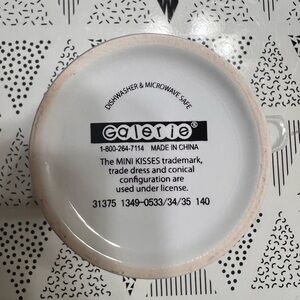 DISHWASHER & MICROWAVE SAFE
Galerie®
1-800-264-7114 MADE IN CHINA
The MINI KISSES trademark,
trade dress and conical
configuration are
used under license.
31375 1349-0533/34/35 140